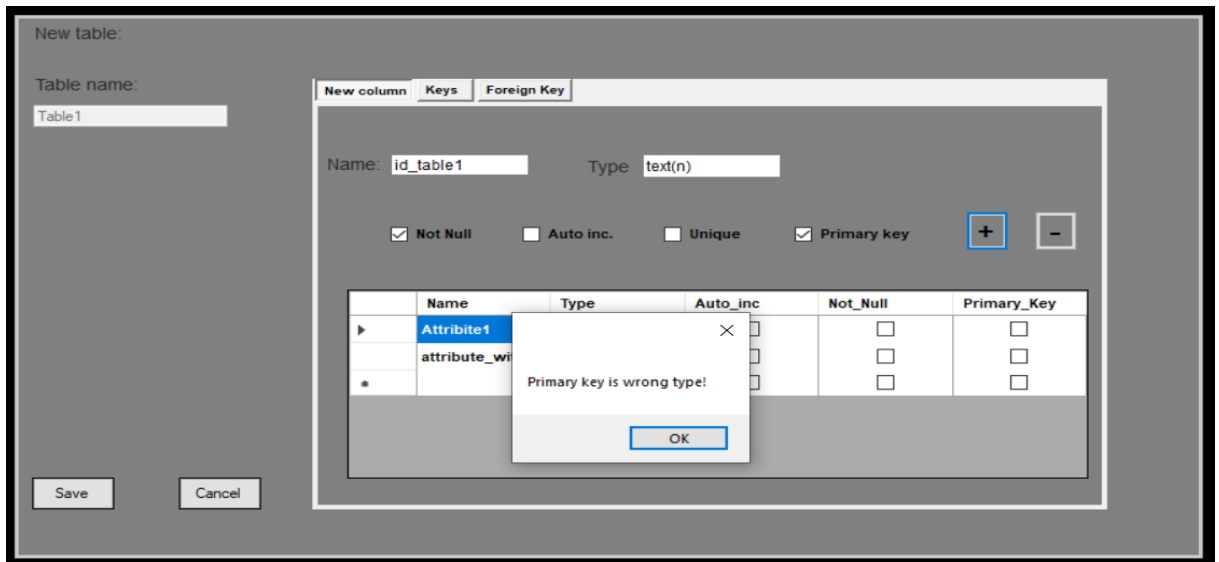 New table:
Table name:
Table1
New column Keys Foreign Key
Name: id_table1 Type text(n)
Not Null Auto inc. Unique Primary key + -
Name Type Auto_inc Not_Null Primary_Key
Attribite1
attribute_wi
Primary key is wrong type!
OK
Save Cancel